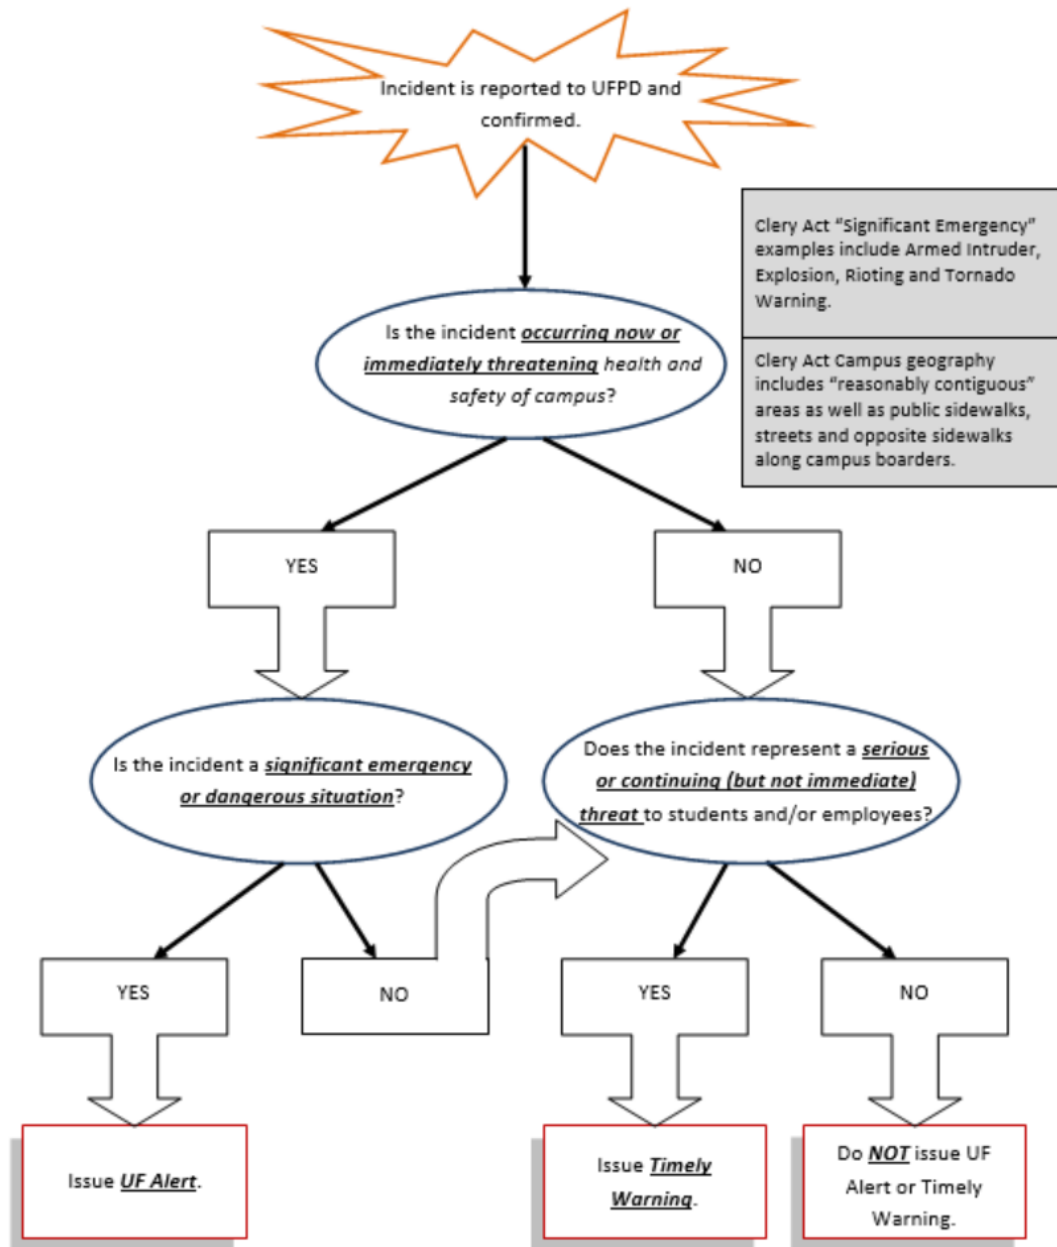 Incident is reported to UFPD and
confirmed.
Clery Act “Significant Emergency”
examples include Armed Intruder,
Explosion, Rioting and Tornado
Warning.
Clery Act Campus geography
includes “reasonably contiguous”
areas as well as public sidewalks,
streets and opposite sidewalks
along campus boarders.
Is the incident occurring now or
immediately threatening health and
safety of campus?
YES
NO
Is the incident a significant emergency
or dangerous situation?
Does the incident represent a serious
or continuing (but not immediate)
threat to students and/or employees?
YES
NO
YES
NO
Issue UF Alert.
Issue Timely
Warning.
Do NOT issue UF
Alert or Timely
Warning.